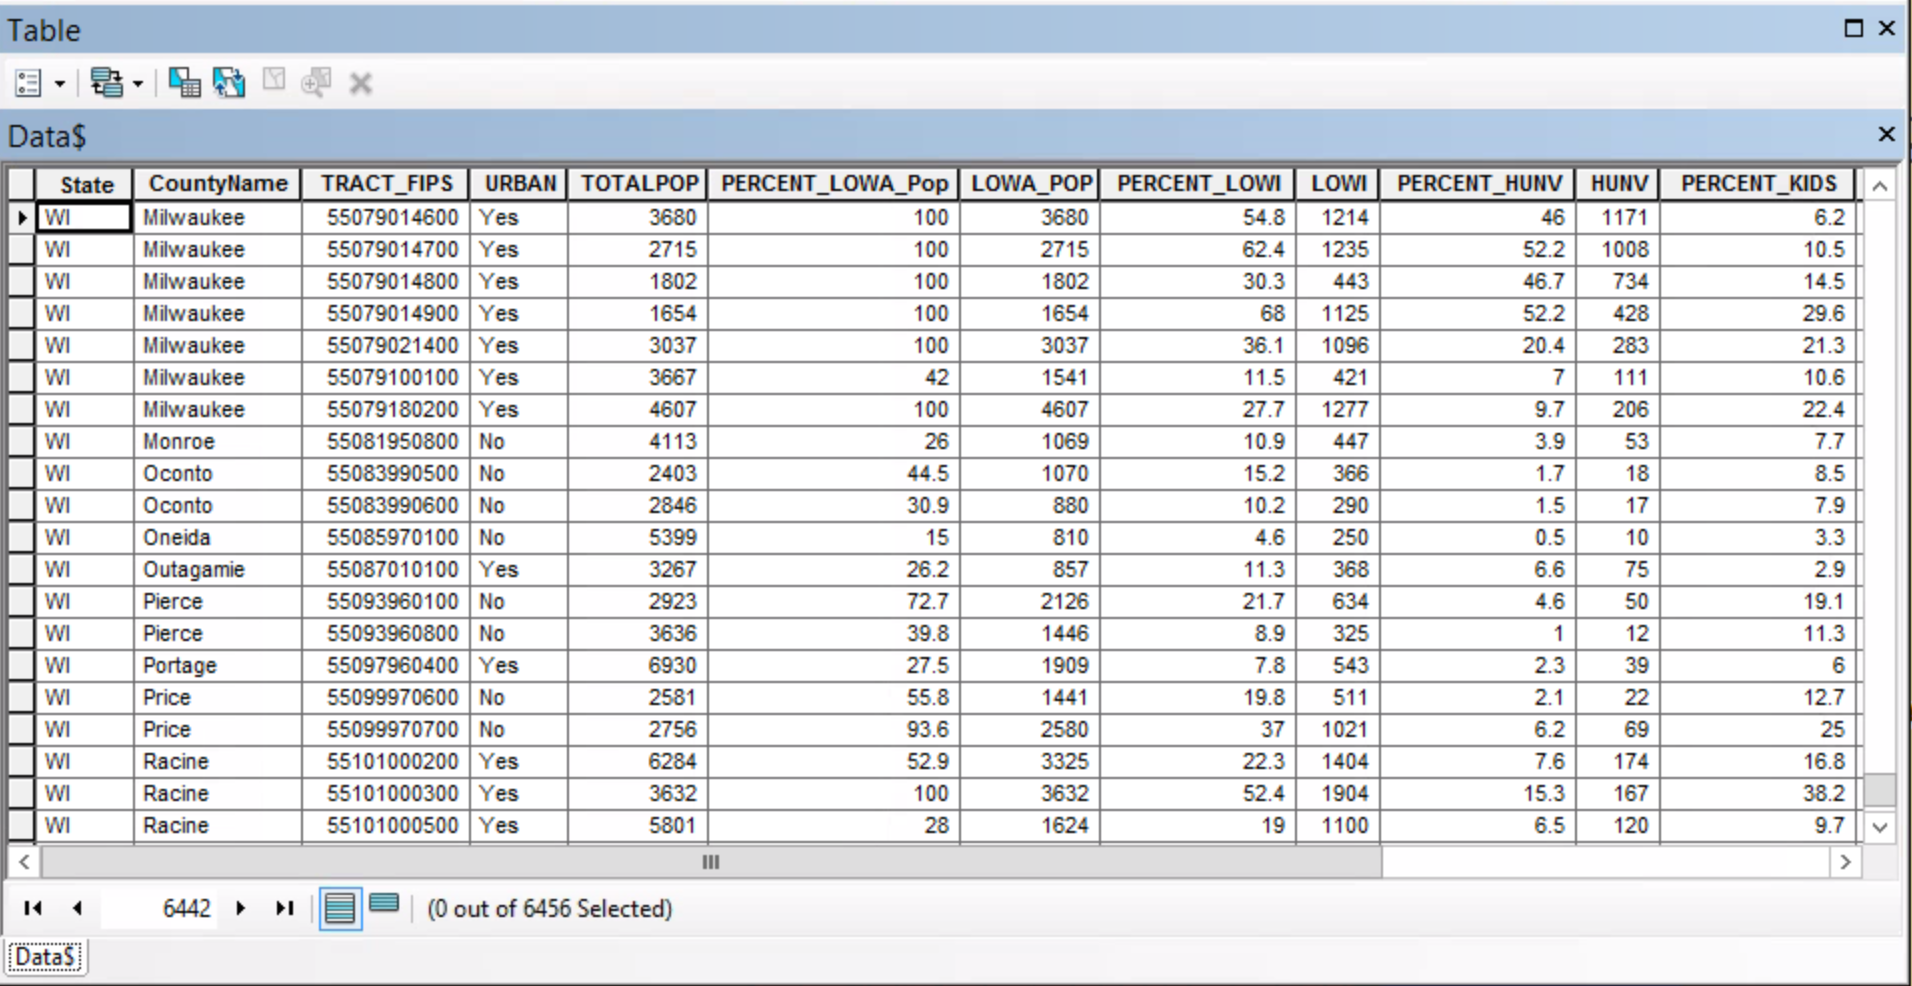 Table
Data$
State CountyName TRACT_FIPS URBAN TOTALPOP PERCENT_LOWA_Pop LOWA_POP PERCENT_LOWI LOWI PERCENT_HUNV HUNV PERCENT_KIDS
WI Milwaukee 55079014600 Yes 3680 100 3680 54.8 1214 46 1171 6.2
WI Milwaukee 55079014700 Yes 2715 100 2715 62.4 1235 52.2 1008 10.5
WI Milwaukee 55079014800 Yes 1802 100 1802 30.3 443 46.7 734 14.5
WI Milwaukee 55079014900 Yes 1654 100 1654 68 1125 52.2 428 29.6
WI Milwaukee 55079021400 Yes 3037 100 3037 36.1 1096 20.4 283 21.3
WI Milwaukee 55079100100 Yes 3667 42 1541 11.5 421 7 111 10.6
WI Milwaukee 55079180200 Yes 4607 100 4607 27.7 1277 9.7 206 22.4
WI Monroe 55081950800 No 4113 26 1069 10.9 447 3.9 53 7.7
WI Oconto 55083990500 No 2403 44.5 1070 15.2 366 1.7 18 8.5
WI Oconto 55083990600 No 2846 30.9 880 10.2 290 1.5 17 7.9
WI Oneida 55085970100 No 5399 15 810 4.6 250 0.5 10 3.3
WI Outagamie 55087010100 Yes 3267 26.2 857 11.3 368 6.6 75 2.9
WI Pierce 55093960100 No 2923 72.7 2126 21.7 634 4.6 50 19.1
WI Pierce 55093960800 No 3636 39.8 1446 8.9 325 1 12 11.3
WI Portage 55097960400 Yes 6930 27.5 1909 7.8 543 2.3 39 6
WI Price 55099970600 No 2581 55.8 1441 19.8 511 2.1 22 12.7
WI Price 55099970700 No 2756 93.6 2580 37 1021 6.2 69 25
WI Racine 55101000200 Yes 6284 52.9 3325 22.3 1404 7.6 174 16.8
WI Racine 55101000300 Yes 3632 100 3632 52.4 1904 15.3 167 38.2
WI Racine 55101000500 Yes 5801 28 1624 19 1100 6.5 120 9.7
6442 (0 out of 6456 Selected)
Data$